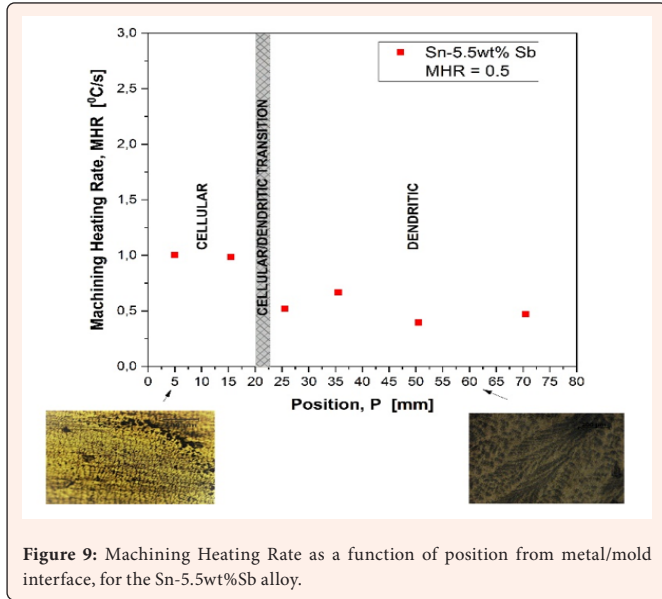 3,0
2,5
2,0
1,5
1,0
0,5
0,0
Machining Heating Rate, MHR [⁰C/s]
Sn-5.5wt% Sb
MHR = 0.5
CELLULAR
CELLULAR/DENDRITIC TRANSITION
DENDRITIC
0 5 10 15 20 25 30 35 40 45 50 55 60 65 70 75 80
Position, P [mm]
Figure 9: Machining Heating Rate as a function of position from metal/mold
interface, for the Sn-5.5wt%Sb alloy.